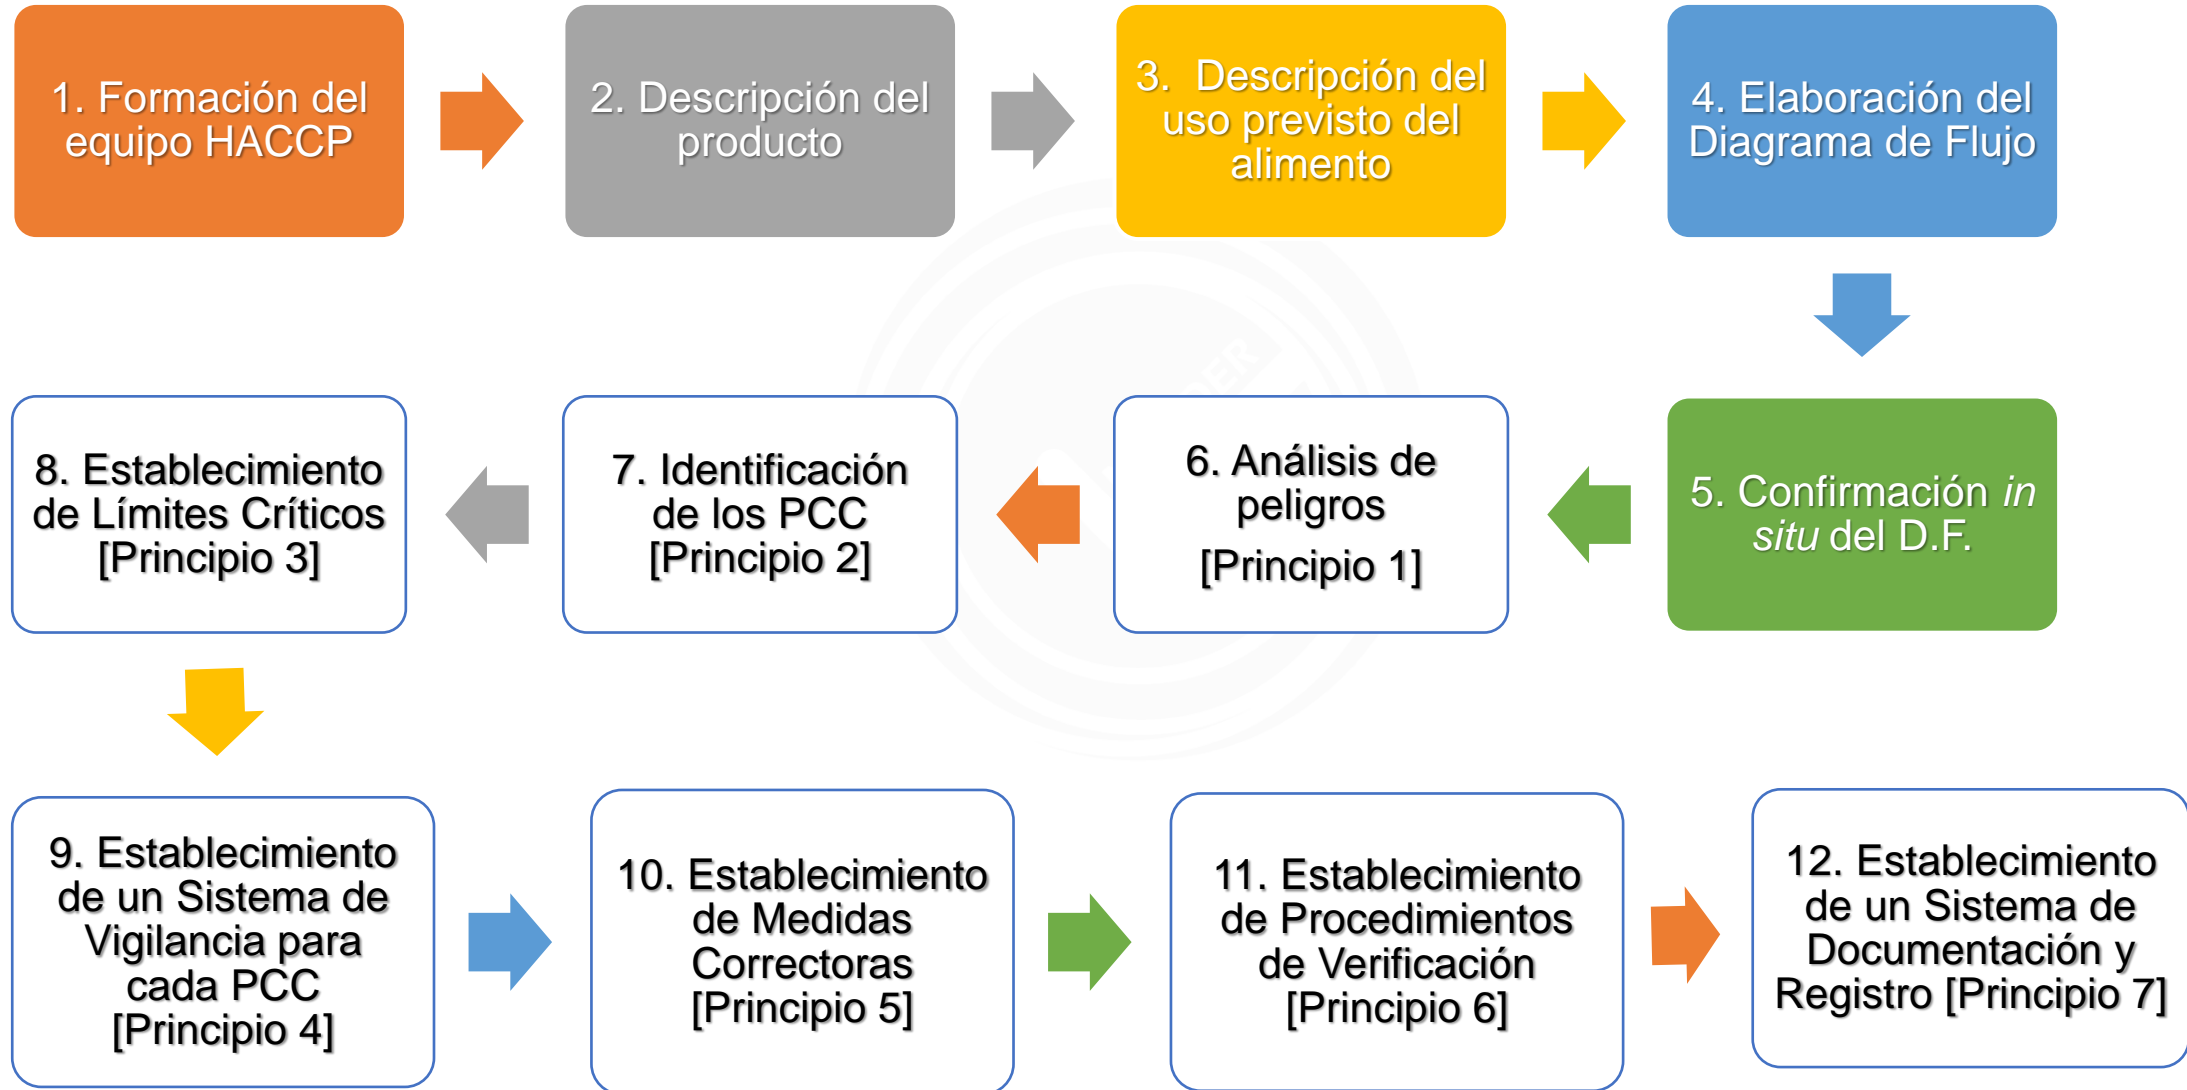 1. Formación del
equipo HACCP
2. Descripción del
producto
3.  Descripción del
uso previsto del
alimento
4. Elaboración del
Diagrama de Flujo
5. Confirmación in
situ del D.F.
6. Análisis de
peligros
[Principio 1]
7. Identificación
de los PCC
[Principio 2]
8. Establecimiento
de Límites Críticos
[Principio 3]
9. Establecimiento
de un Sistema de
Vigilancia para
cada PCC
[Principio 4]
10. Establecimiento
de Medidas
Correctoras
[Principio 5]
11. Establecimiento
de Procedimientos
de Verificación
[Principio 6]
12. Establecimiento
de un Sistema de
Documentación y
Registro [Principio 7]